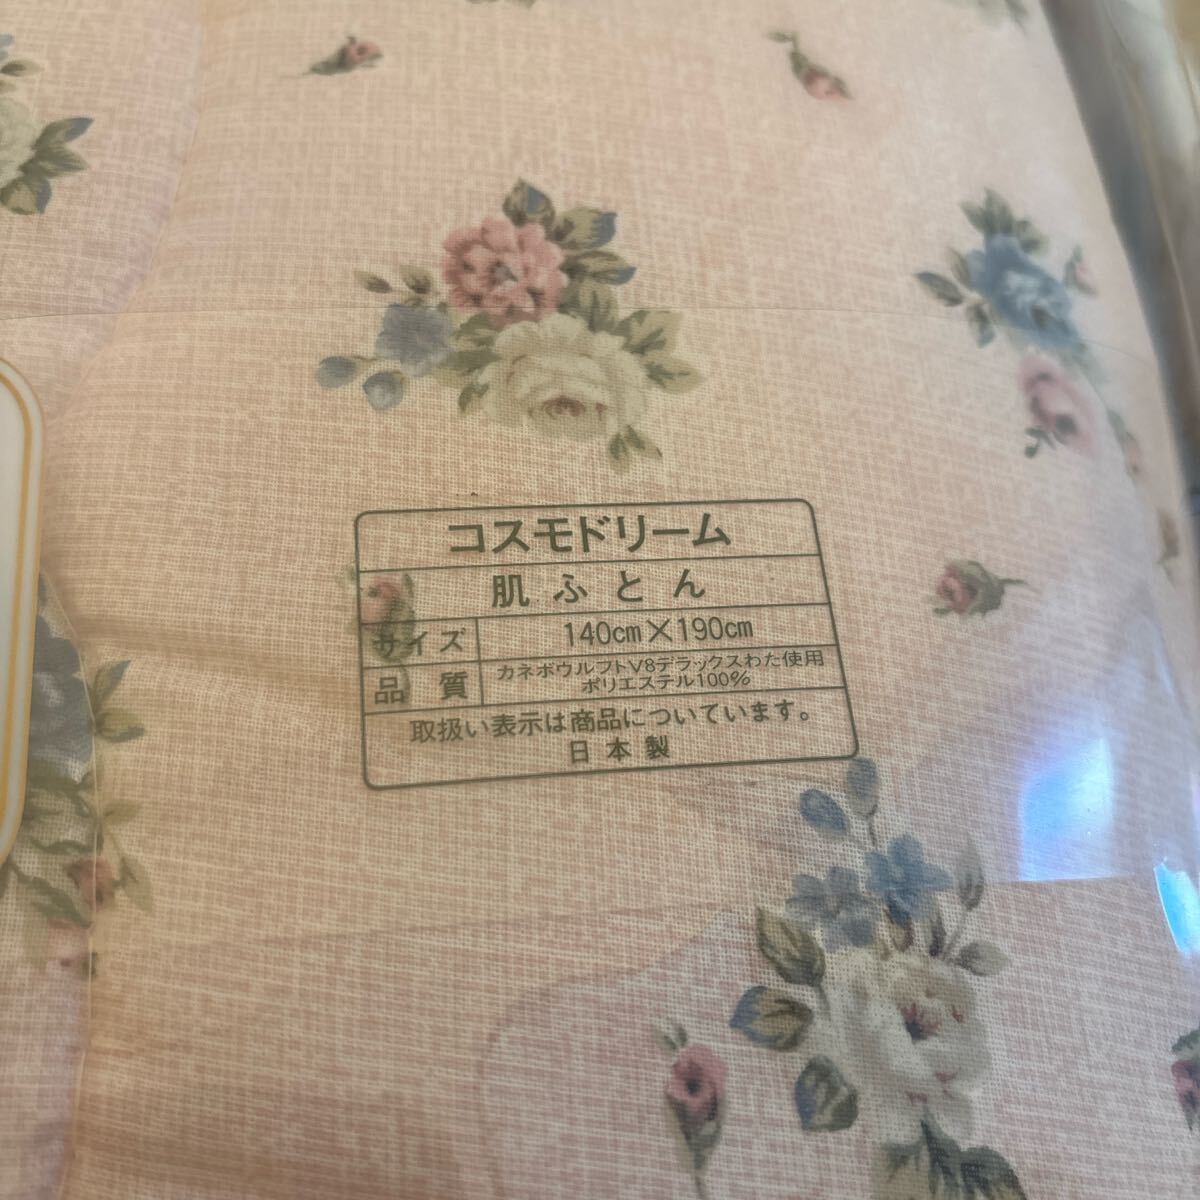 コスモドリーム
肌ふとん
サイズ 140㎝×190㎝
品質 カネボウルフトV8デラックスわた使用
ポリエステル100%
取扱い表示は商品についています。
日本製